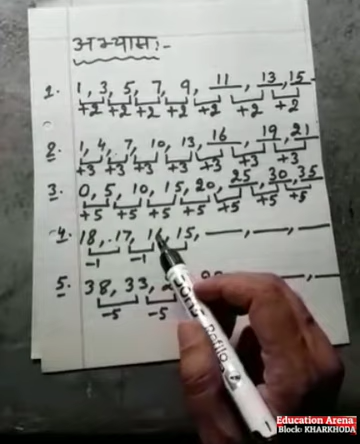 अभ्यास:-
1. 1, 3, 5, 7, 9, 11, 13, 15
+2 +2 +2 +2 +2 +2 +2
2. 1, 4, 7, 10, 13, 16, 19, 21
+3 +3 +3 +3 +3 +3 +3
3. 0, 5, 10, 15, 20, 25, 30, 35
+5 +5 +5 +5 +5 +5 +5
4. 18, 17, 16, 15,
-1 -1
5. 38, 33,
-5 -5
Refillo
Education Arena
Block: KHARKHODA